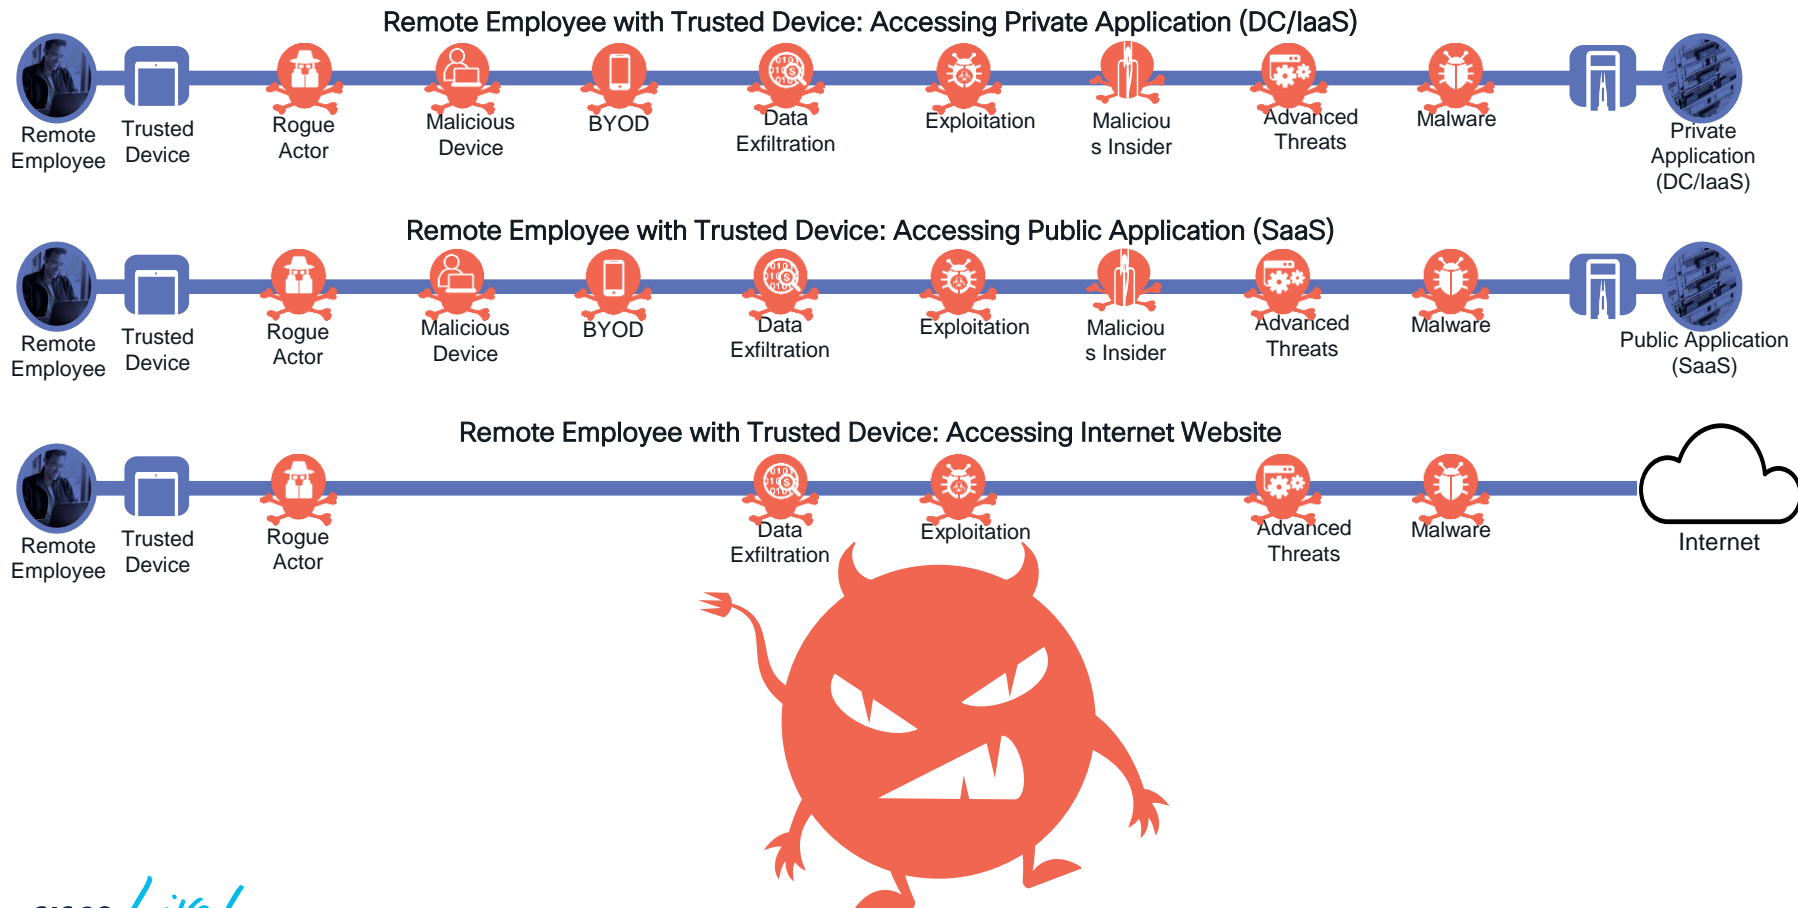 Remote Employee with Trusted Device: Accessing Private Application (DC/IaaS)
Remote
Employee
Trusted
Device
Rogue
Actor
Malicious
Device
BYOD
Data
Exfiltration
Exploitation
Maliciou
s Insider
Advanced
Threats
Malware
Private
Application
(DC/IaaS)
Remote Employee with Trusted Device: Accessing Public Application (SaaS)
Remote
Employee
Trusted
Device
Rogue
Actor
Malicious
Device
BYOD
Data
Exfiltration
Exploitation
Maliciou
s Insider
Advanced
Threats
Malware
Public Application
(SaaS)
Remote Employee with Trusted Device: Accessing Internet Website
Remote
Employee
Trusted
Device
Rogue
Actor
Data
Exfiltration
Exploitation
Advanced
Threats
Malware
Internet